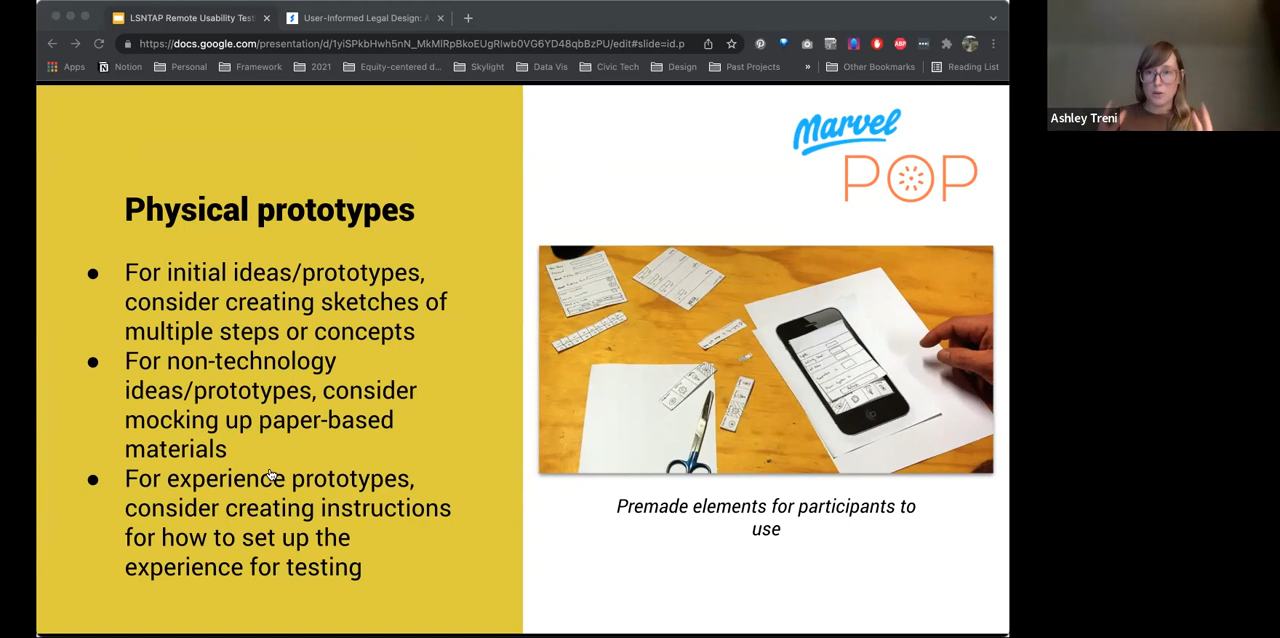 LSNTAP Remote Usability Test
User-Informed Legal Design: A
https://docs.google.com/presentation/d/1yiSPkbHwh5nN_MkMlRpBkoEUgRlwb0VG6YD48qbBzPU/edit#slide=id.p
Apps
Notion
Personal
Framework
2021
Equity-centered d...
Skylight
Data Vis
Civic Tech
Design
Past Projects
»
Other Bookmarks
Reading List
Ashley Treni
Marvel
POP
Physical prototypes
● For initial ideas/prototypes,
consider creating sketches of
multiple steps or concepts
● For non-technology
ideas/prototypes, consider
mocking up paper-based
materials
● For experience prototypes,
consider creating instructions
for how to set up the
experience for testing
Premade elements for participants to
use